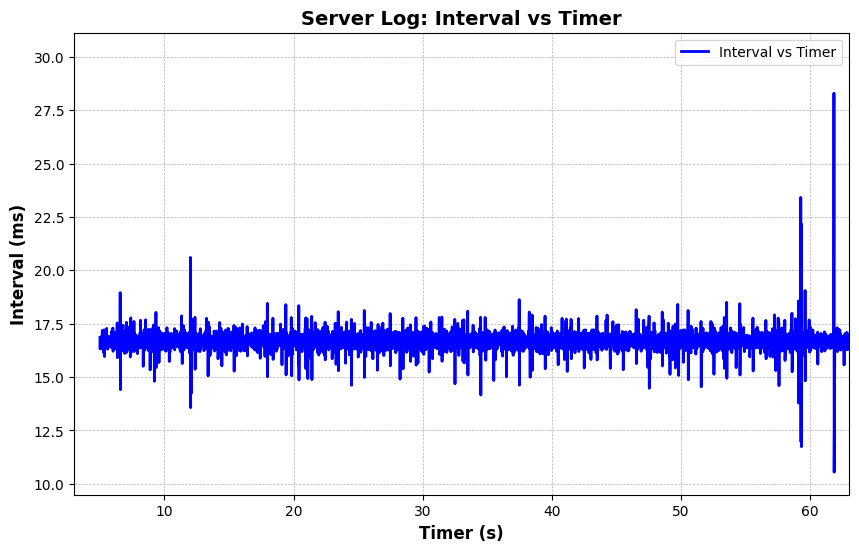 Server Log: Interval vs Timer
Interval vs Timer
30.0
27.5
25.0
22.5
20.0
17.5
15.0
12.5
10.0
Interval (ms)
10 20 30 40 50 60
Timer (s)